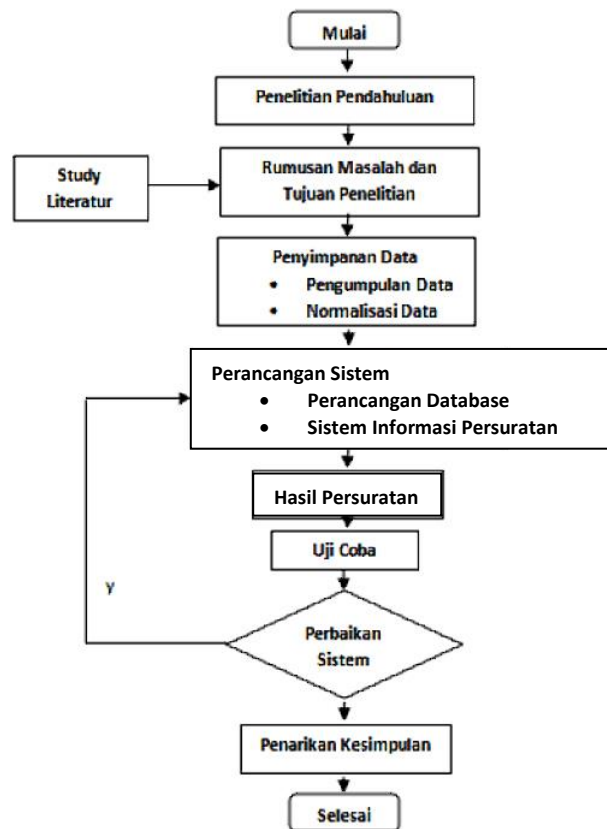 Mulai
Penelitian Pendahuluan
Study
Literatur
Rumusan Masalah dan
Tujuan Penelitian
Penyimpanan Data
• Pengumpulan Data
• Normalisasi Data
Perancangan Sistem
• Perancangan Database
• Sistem Informasi Persuratan
Hasil Persuratan
Uji Coba
y
Perbaikan
Sistem
Penarikan Kesimpulan
Selesai